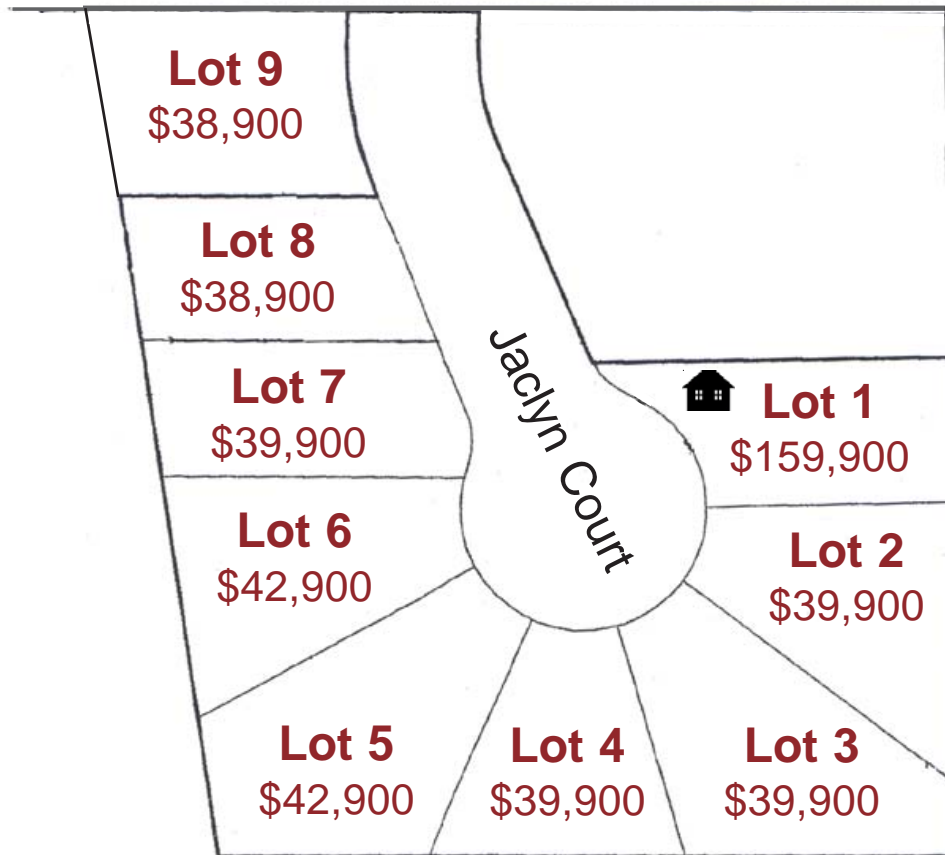 Lot 9
$38,900
Lot 8
$38,900
Lot 7
$39,900
Lot 6
$42,900
Lot 5
$42,900
Lot 4
$39,900
Lot 3
$39,900
Lot 2
$39,900
Lot 1
$159,900
Jaclyn Court